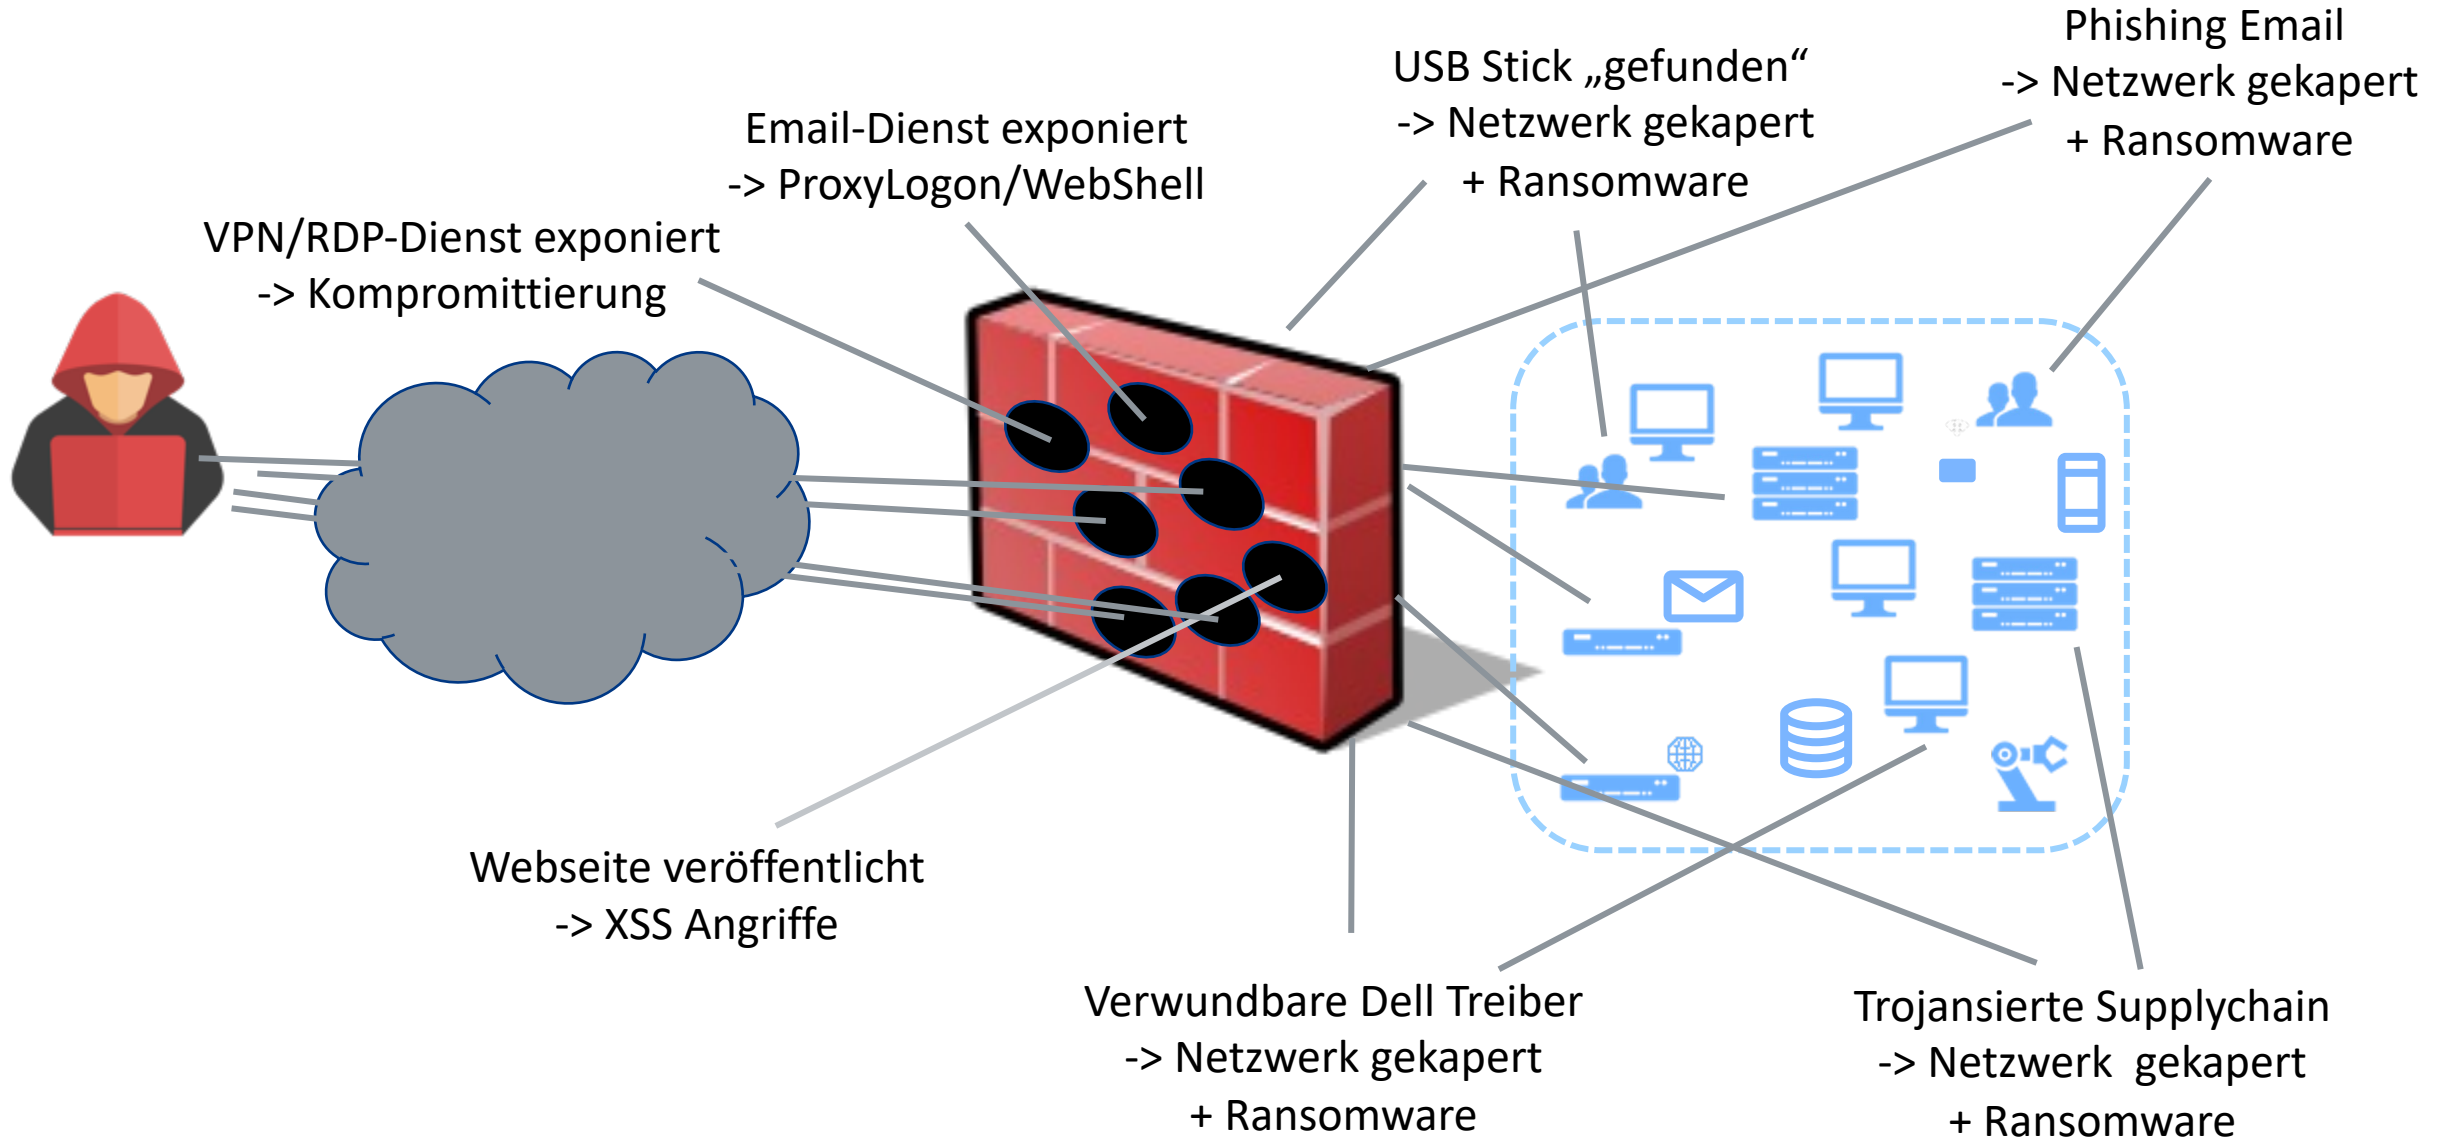 Phishing Email
-> Netzwerk gekapert
+ Ransomware
USB Stick „gefunden“
-> Netzwerk gekapert
+ Ransomware
Email-Dienst exponiert
-> ProxyLogon/WebShell
VPN/RDP-Dienst exponiert
-> Kompromittierung
Webseite veröffentlicht
-> XSS Angriffe
Verwundbare Dell Treiber
-> Netzwerk gekapert
+ Ransomware
Trojansierte Supplychain
-> Netzwerk  gekapert
+ Ransomware